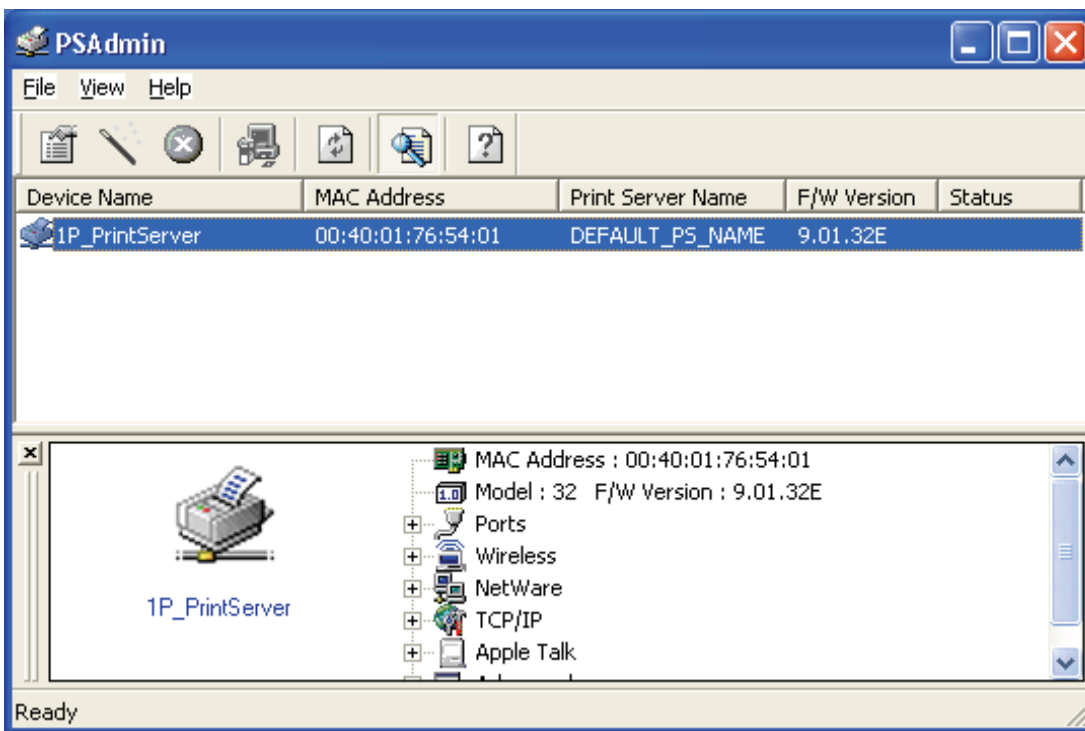 PSAdmin
File View Help
Device Name MAC Address Print Server Name F/W Version Status
1P_PrintServer 00:40:01:76:54:01 DEFAULT_PS_NAME 9.01.32E
MAC Address : 00:40:01:76:54:01
1.0 Model : 32 F/W Version : 9.01.32E
Ports
Wireless
NetWare
1P_PrintServer
TCP/IP
Apple Talk
Ready